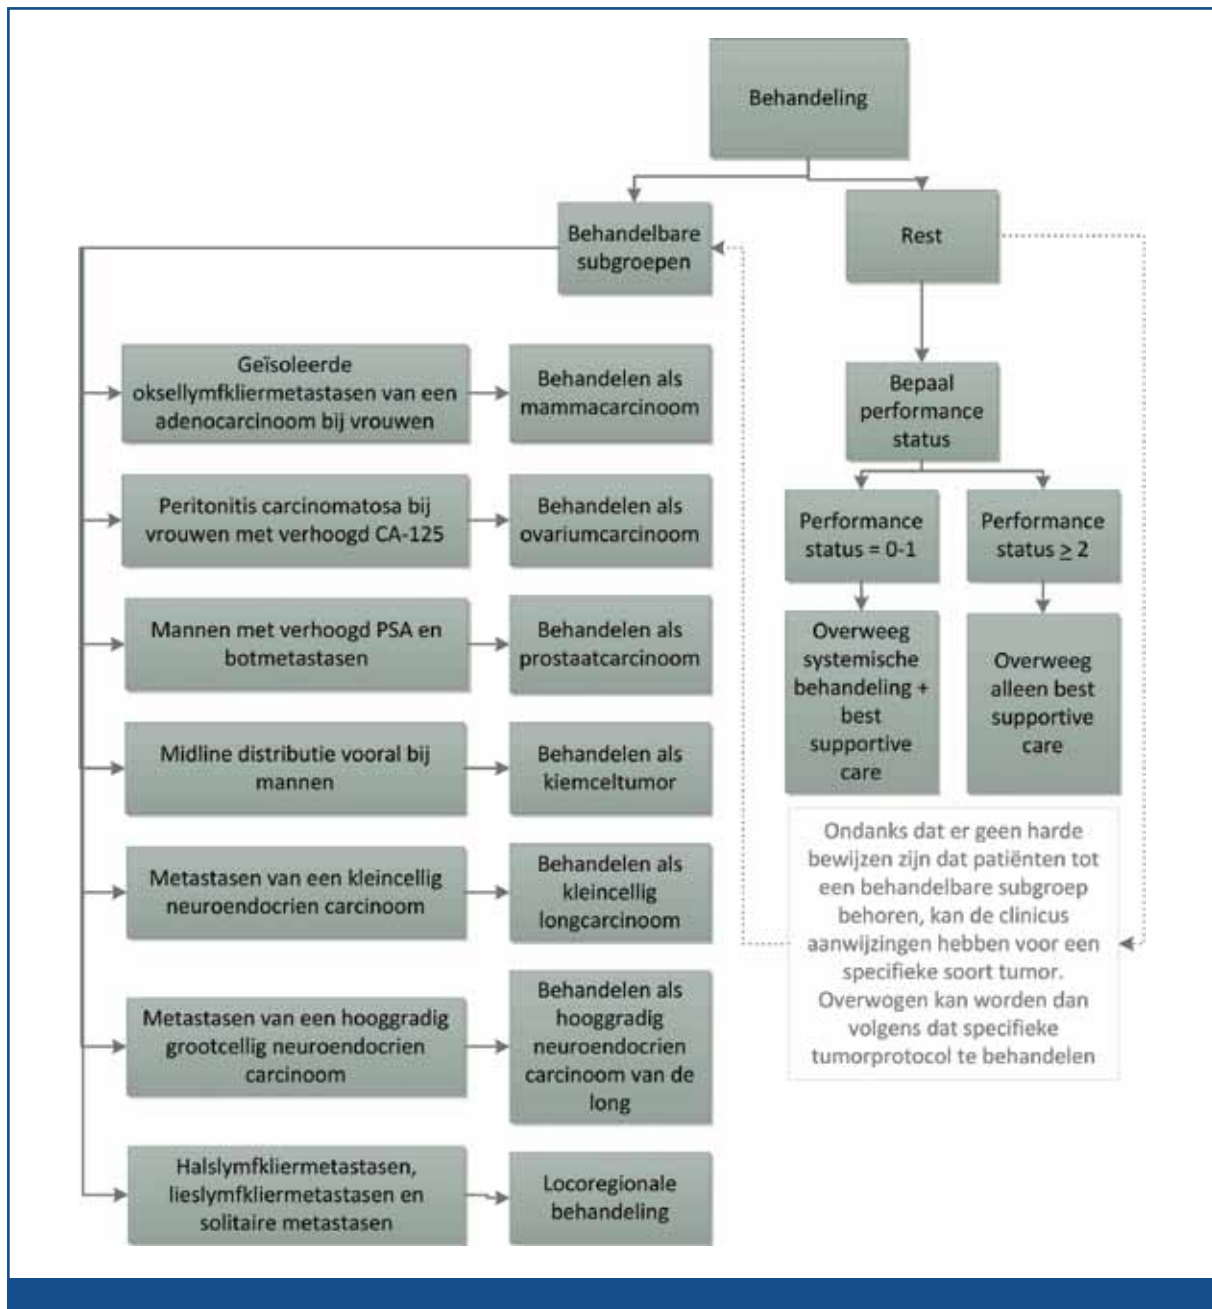 Behandeling
Behandelbare
subgroepen
Rest
Geïsoleerde
oksellymfkliermetastasen van een
adenocarcinoom bij vrouwen
Behandelen als
mammacarcinoom
Peritonitis carcinomatosa bij
vrouwen met verhoogd CA-125
Behandelen als
ovariumcarcinoom
Mannen met verhoogd PSA en
botmetastasen
Behandelen als
prostaatcarcinoom
Midline distributie vooral bij
mannen
Behandelen als
kiemceltumor
Metastasen van een kleincellig
neuroendocrien carcinoom
Behandelen als
kleincellig
longcarcinoom
Metastasen van een hooggradig
grootcellig neuroendocrien
carcinoom
Behandelen als
hooggradig
neuroendocrien
carcinoom van de
long
Halslymfkliermetastasen,
lieslymfkliermetastasen en
solitaire metastasen
Locoregionale
behandeling
Bepaal
performance
status
Performance
status = 0-1
Performance
status ≥ 2
Overweeg
systemische
behandeling +
best
supportive
care
Overweeg
alleen best
supportive
care
Ondanks dat er geen harde
bewijzen zijn dat patiënten tot
een behandelbare subgroep
behoren, kan de clinicus
aanwijzingen hebben voor een
specifieke soort tumor.
Overwogen kan worden dan
volgens dat specifieke
tumorprotocol te behandelen